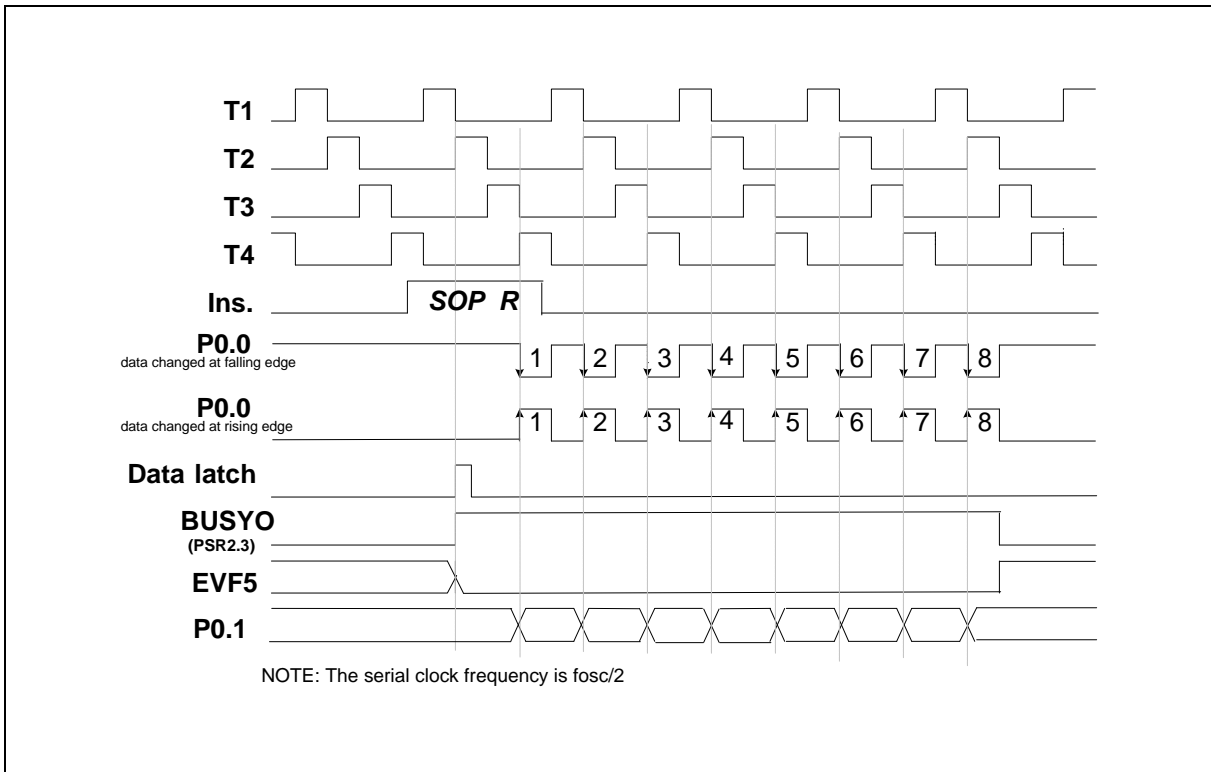 T1
T2
T3
T4
Ins.
SOP R
P0.0
data changed at falling edge
1 2 3 4 5 6 7 8
P0.0
data changed at rising edge
1 2 3 4 5 6 7 8
Data latch
BUSYO
(PSR2.3)
EVF5
P0.1
NOTE: The serial clock frequency is fosc/2